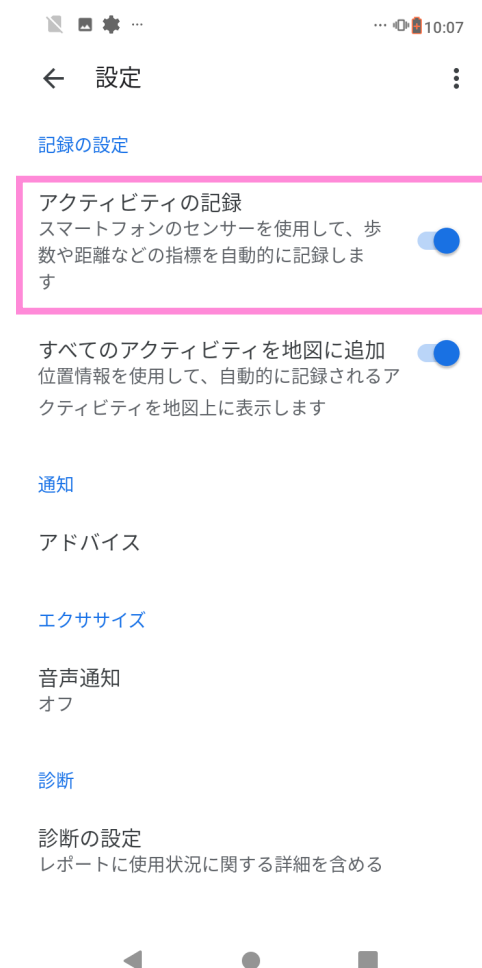 10:07
設定
記録の設定
アクティビティの記録
スマートフォンのセンサーを使用して、歩
数や距離などの指標を自動的に記録しま
す
すべてのアクティビティを地図に追加
位置情報を使用して、自動的に記録されるア
クティビティを地図上に表示します
通知
アドバイス
エクササイズ
音声通知
オフ
診断
診断の設定
レポートに使用状況に関する詳細を含める